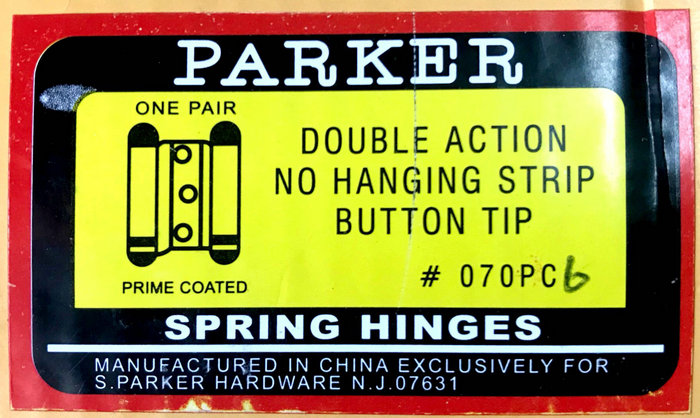 PARKER
ONE PAIR
DOUBLE ACTION
NO HANGING STRIP
BUTTON TIP
# 070PC6
PRIME COATED
SPRING HINGES
MANUFACTURED IN CHINA EXCLUSIVELY FOR
S.PARKER HARDWARE N.J.07631